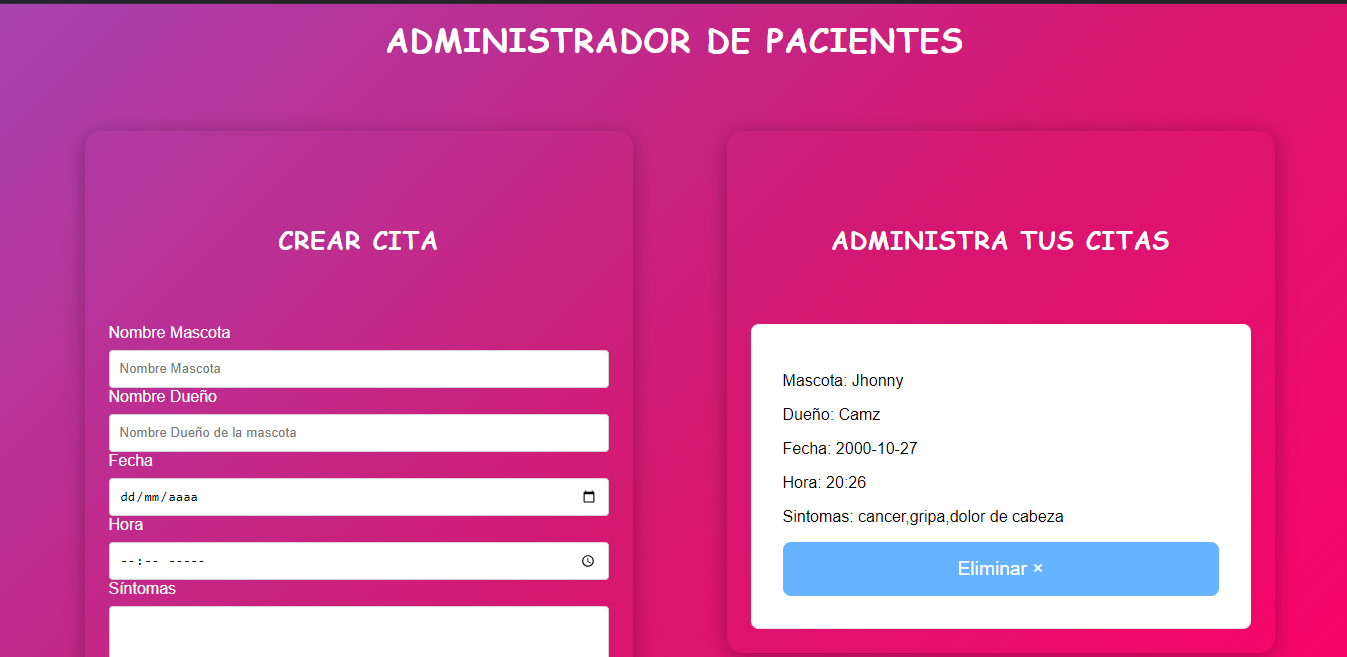 ADMINISTRADOR DE PACIENTES
CREAR CITA
Nombre Mascota
Nombre Mascota
Nombre Dueño
Nombre Dueño de la mascota
Fecha
dd/mm/aaaa
Hora
--:-- -----
Síntomas
ADMINISTRA TUS CITAS
Mascota: Jhonny
Dueño: Camz
Fecha: 2000-10-27
Hora: 20:26
Sintomas: cancer,gripa,dolor de cabeza
Eliminar ×